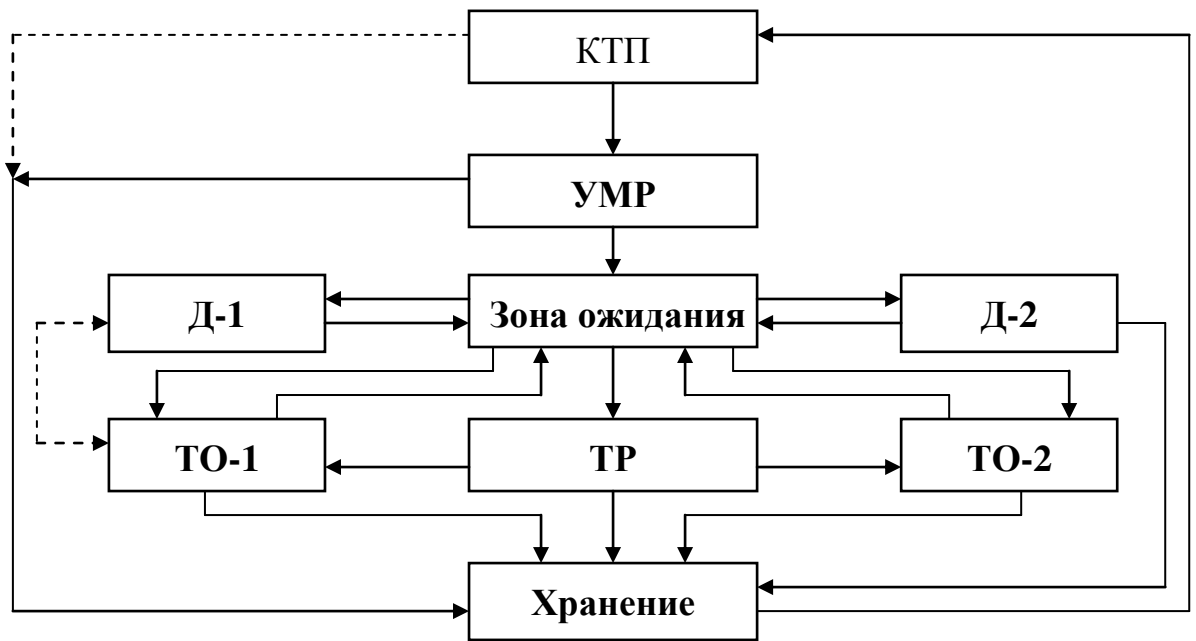 КТП
УМР
Д-1
Зона ожидания
Д-2
ТО-1
ТР
ТО-2
Хранение